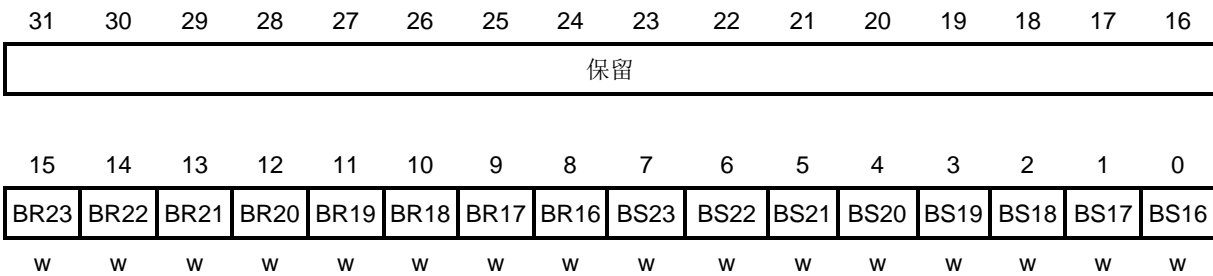 31 30 29 28 27 26 25 24 23 22 21 20 19 18 17 16
保留
15 14 13 12 11 10 9 8 7 6 5 4 3 2 1 0
BR23 BR22 BR21 BR20 BR19 BR18 BR17 BR16 BS23 BS22 BS21 BS20 BS19 BS18 BS17 BS16
w w w w w w w w w w w w w w w w